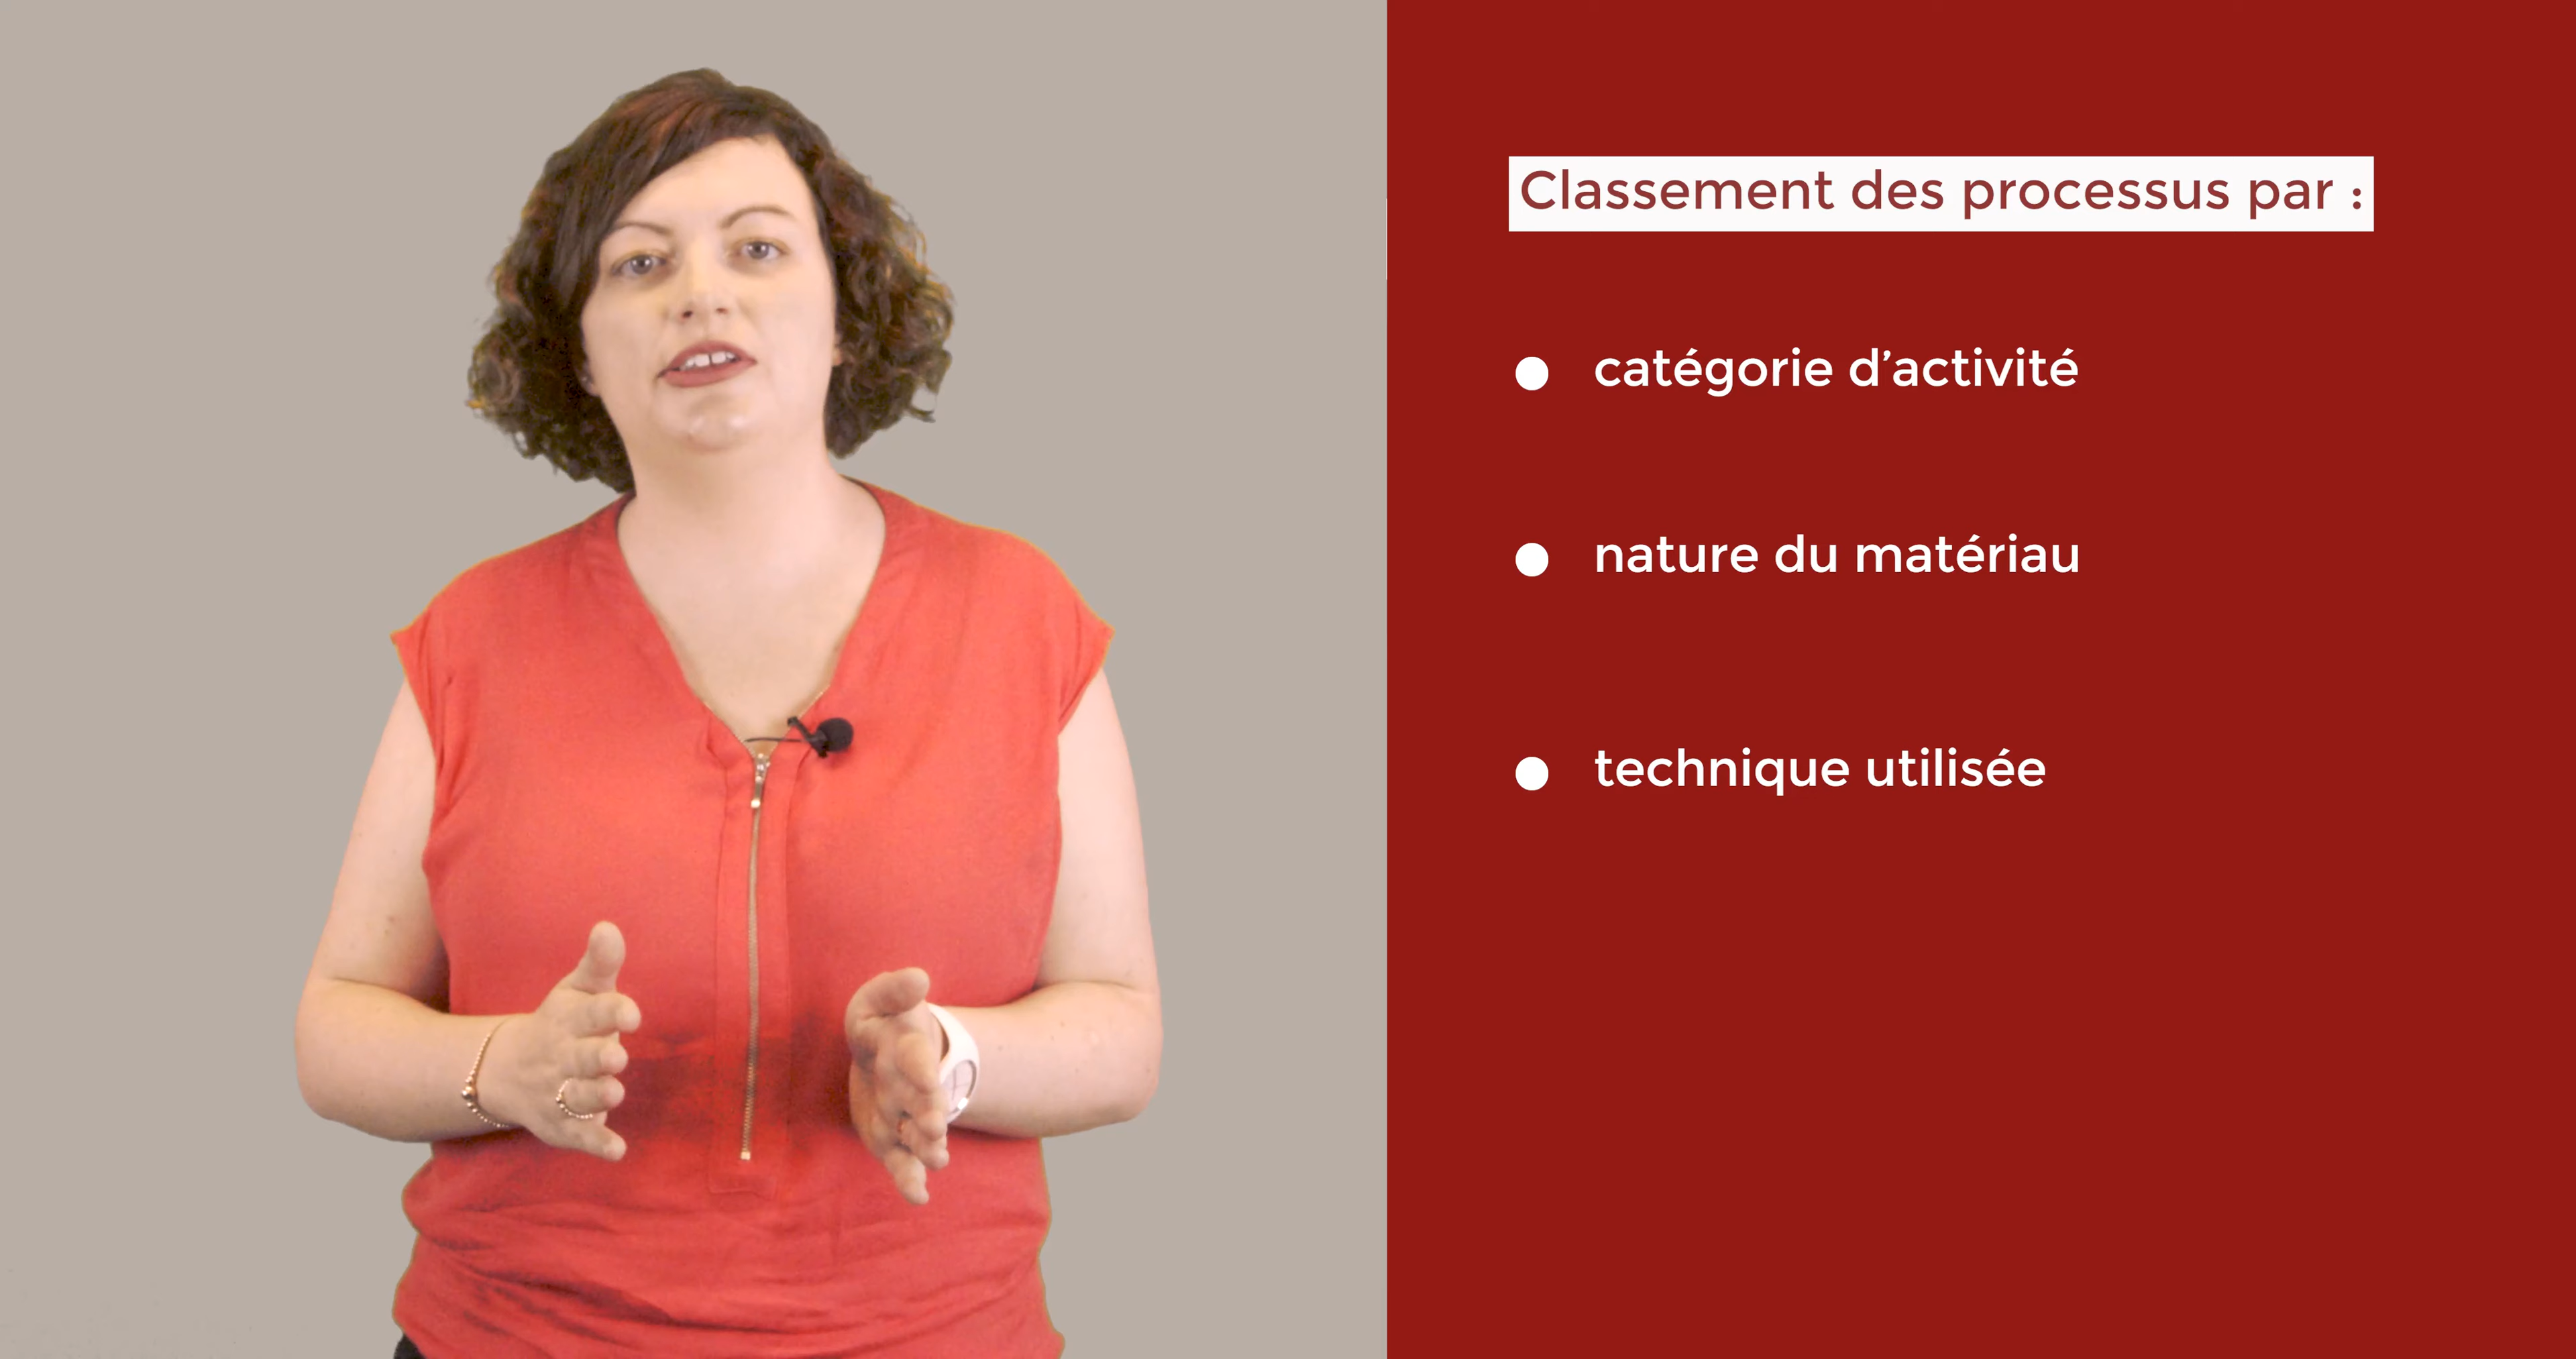 Classement des processus par :
catégorie d’activité
nature du matériau
technique utilisée